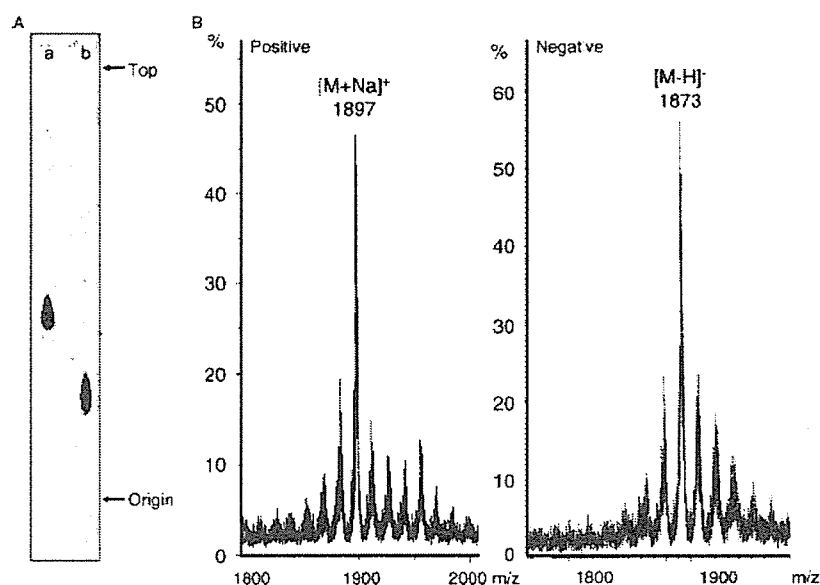 A
a b
Top
Origin
B
%
Positive
[M+Na]⁺
1897
50
40
30
20
10
0
1800 1900 2000 m/z
%
Negative
[M-H]⁻
1873
60
50
40
30
20
10
0
1800 1900 m/z